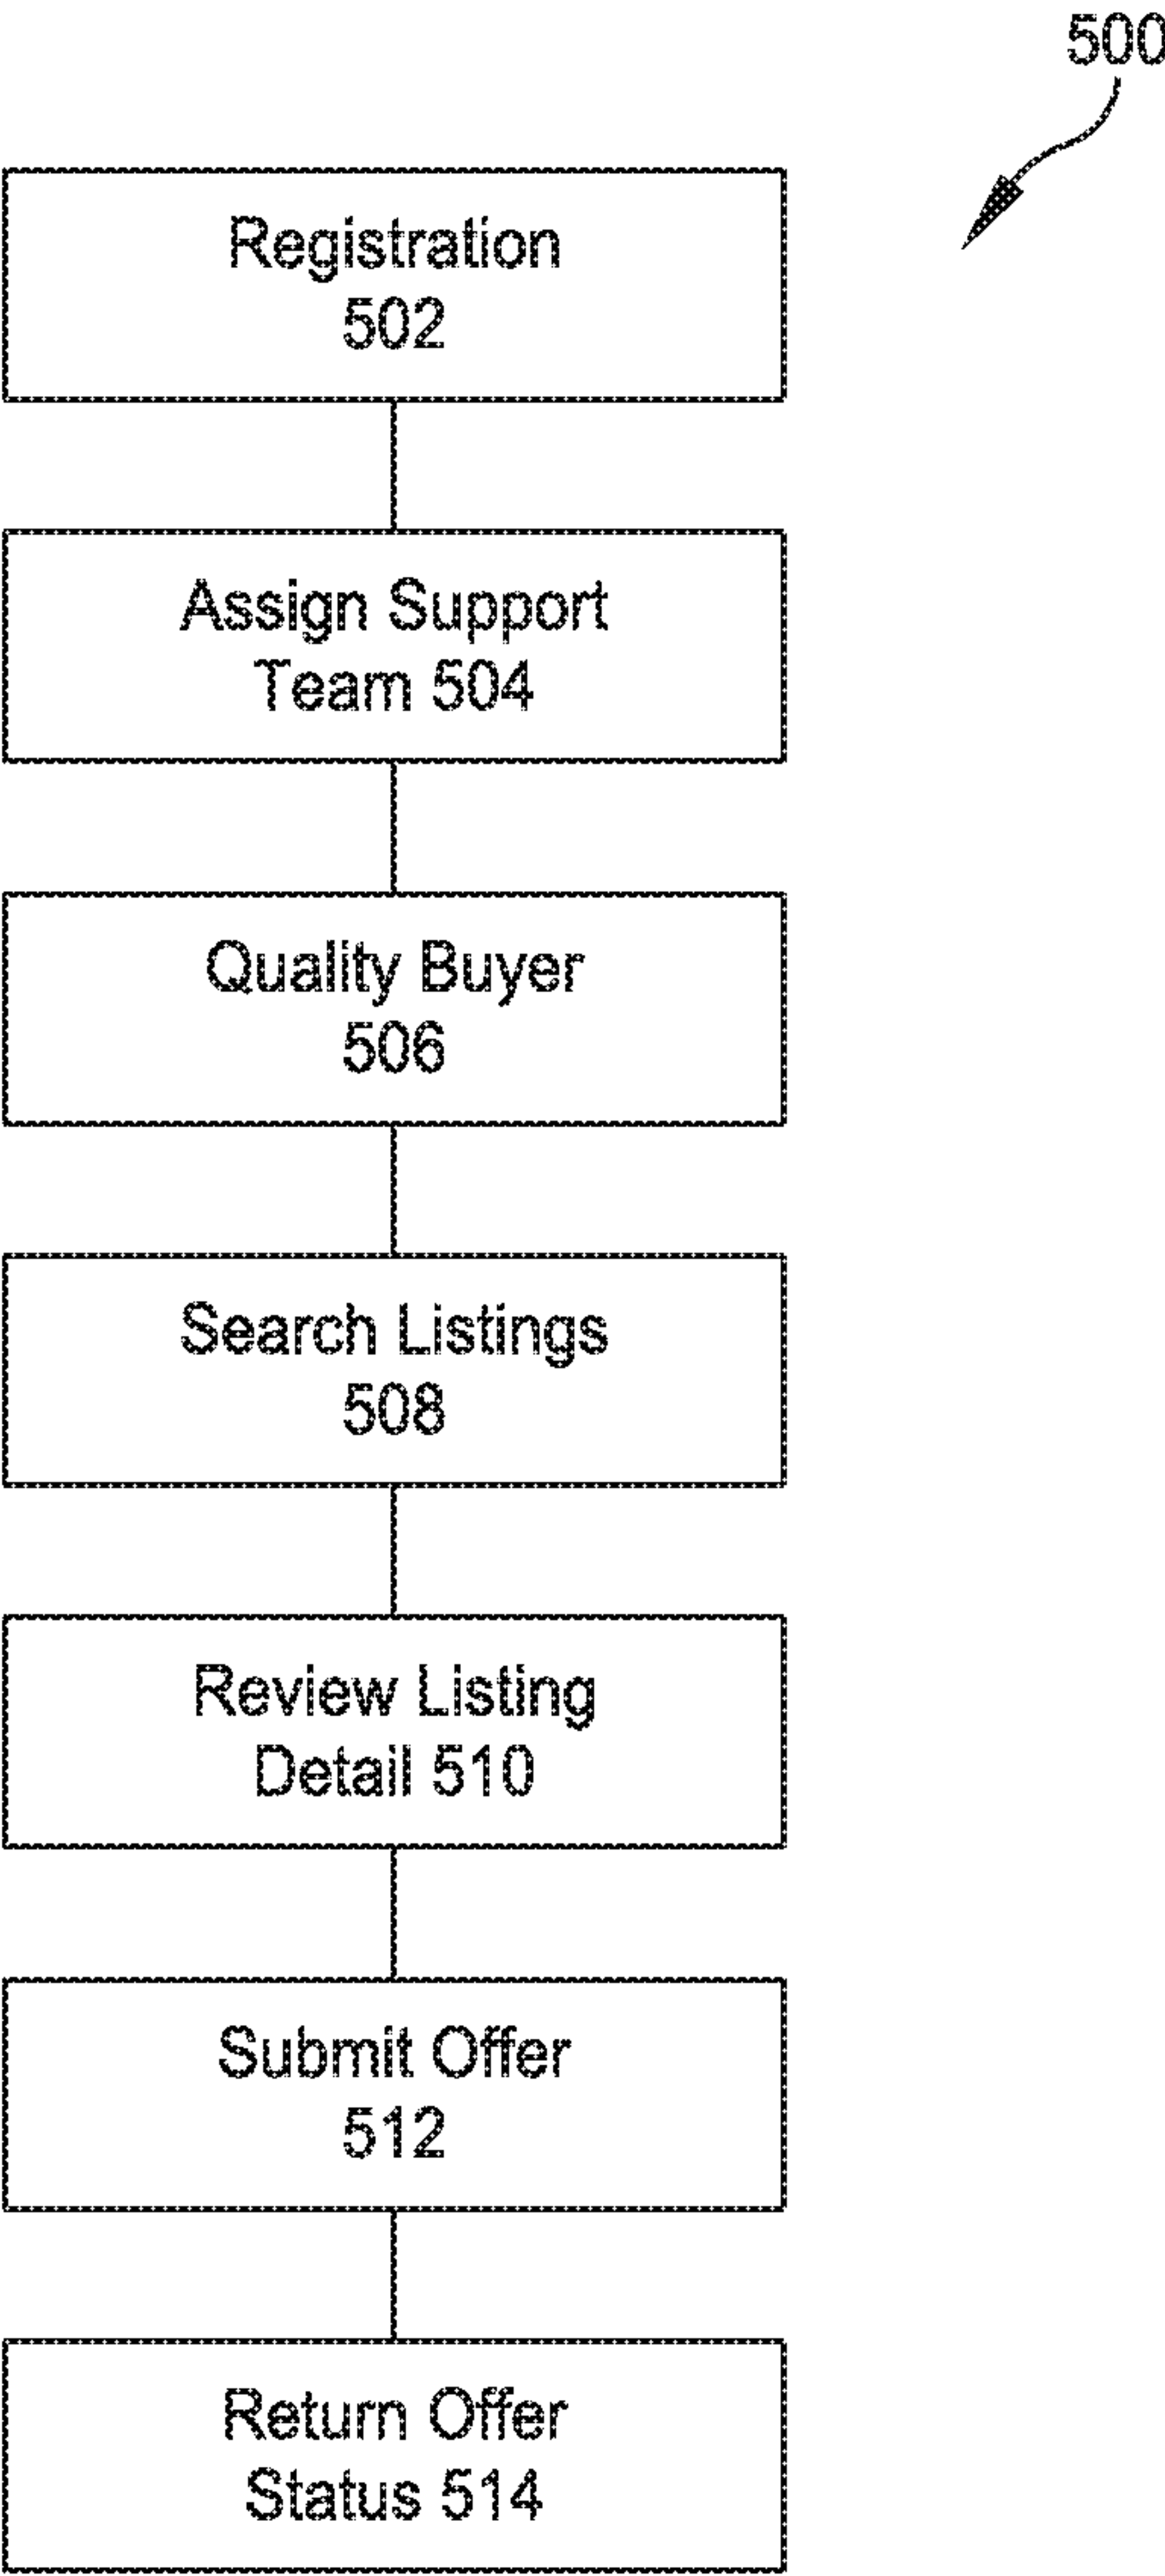 500
Registration
502
Assign Support
Team 504
Quality Buyer
506
Search Listings
508
Review Listing
Detail 510
Submit Offer
512
Return Offer
Status 514